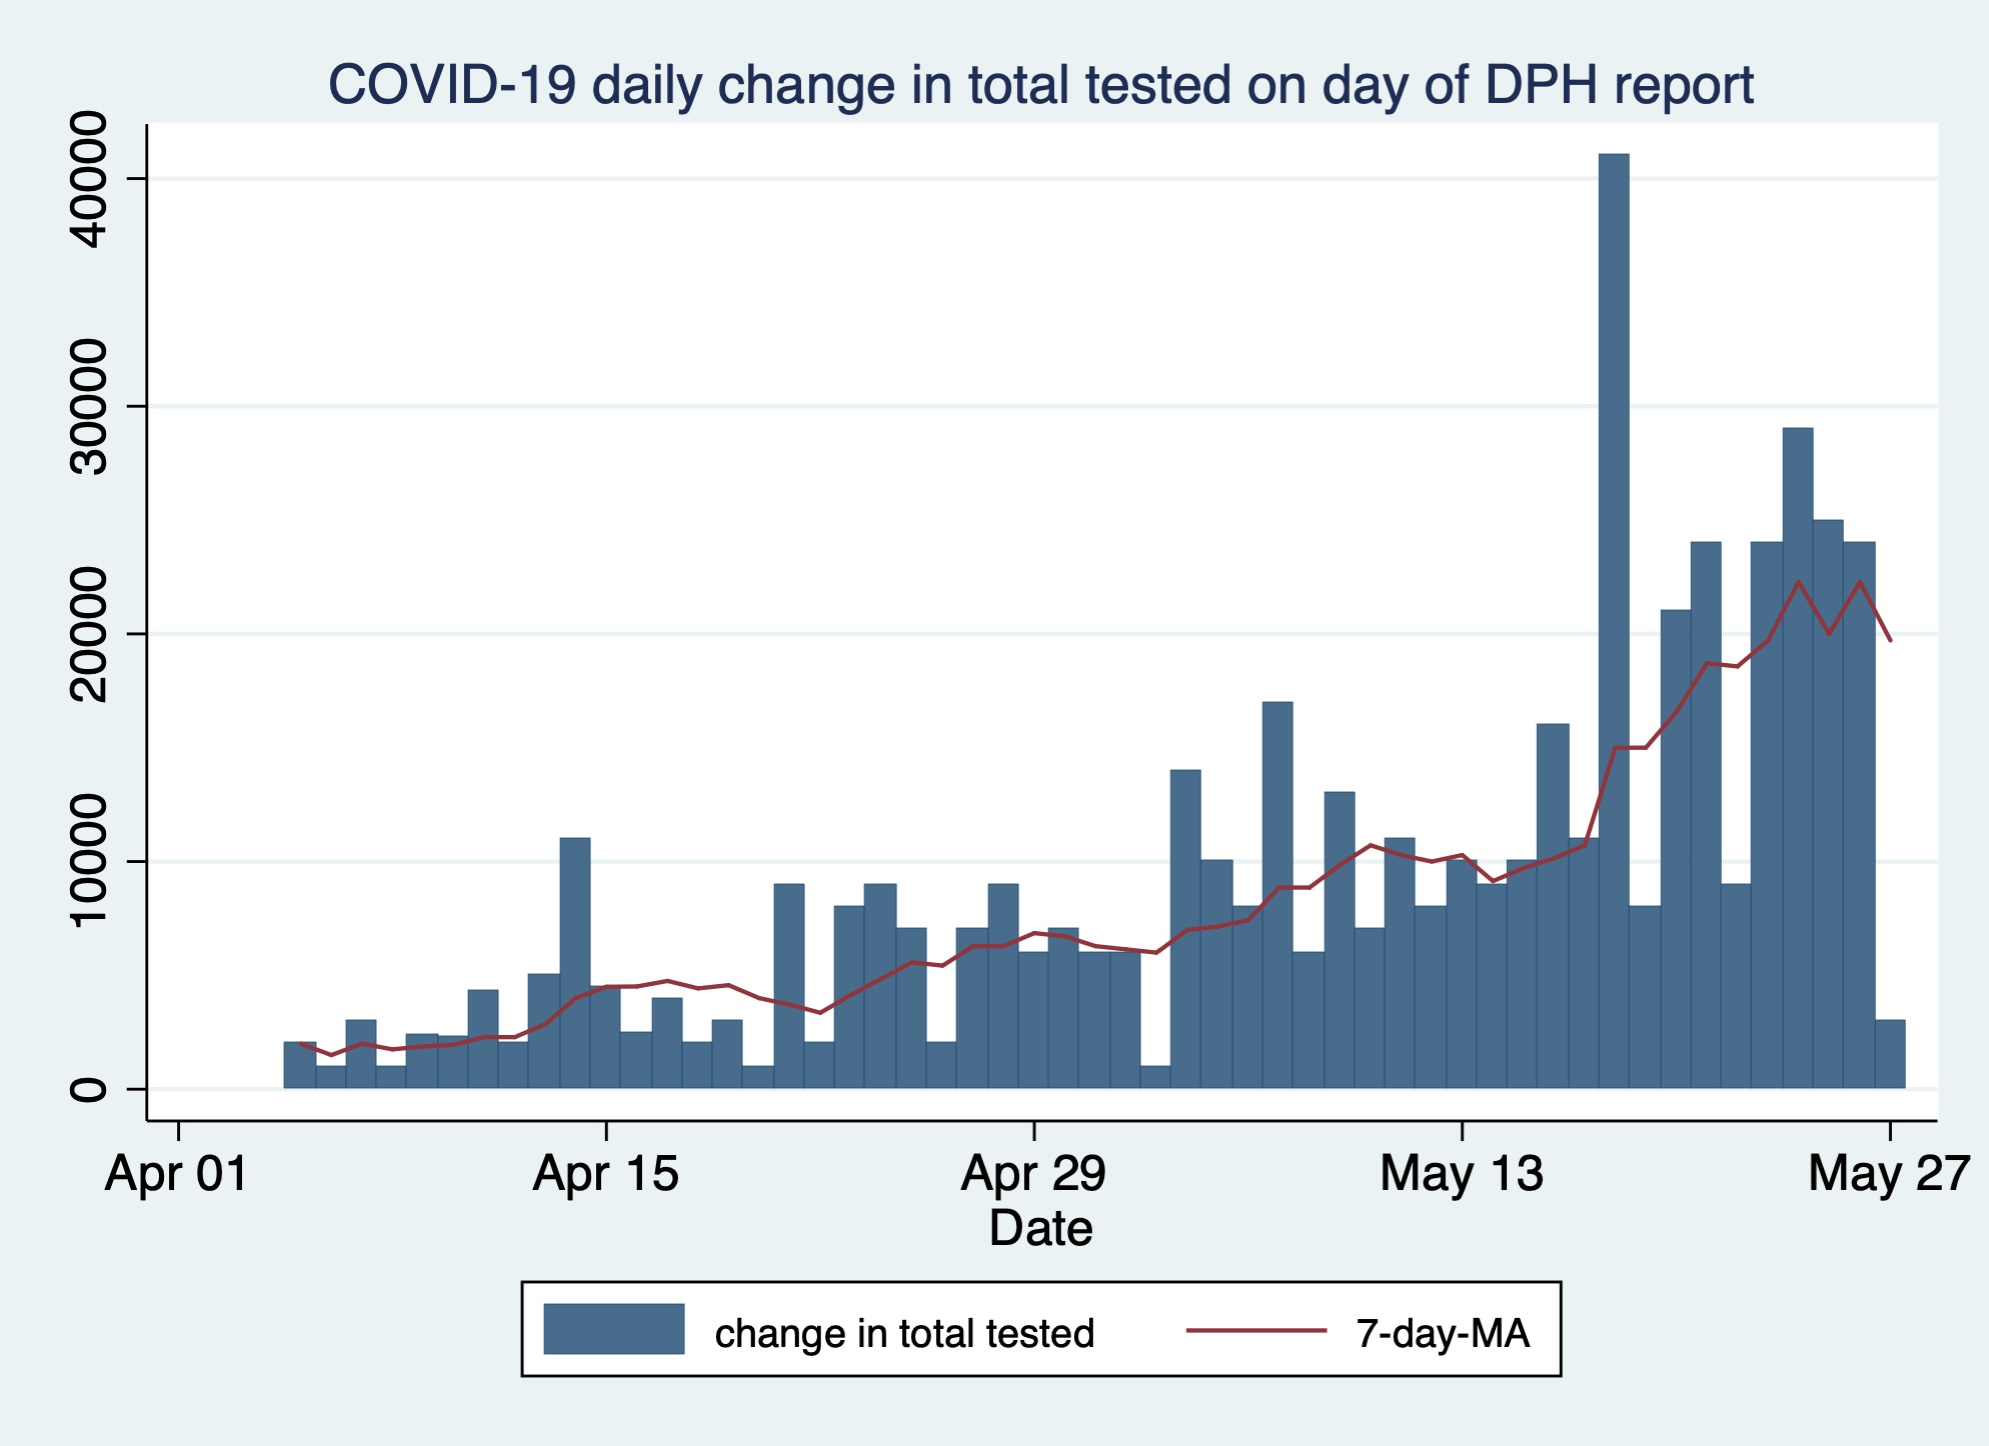 COVID-19 daily change in total tested on day of DPH report
40000
30000
20000
10000
0
Apr 01 Apr 15 Apr 29 May 13 May 27
Date
change in total tested 7-day-MA